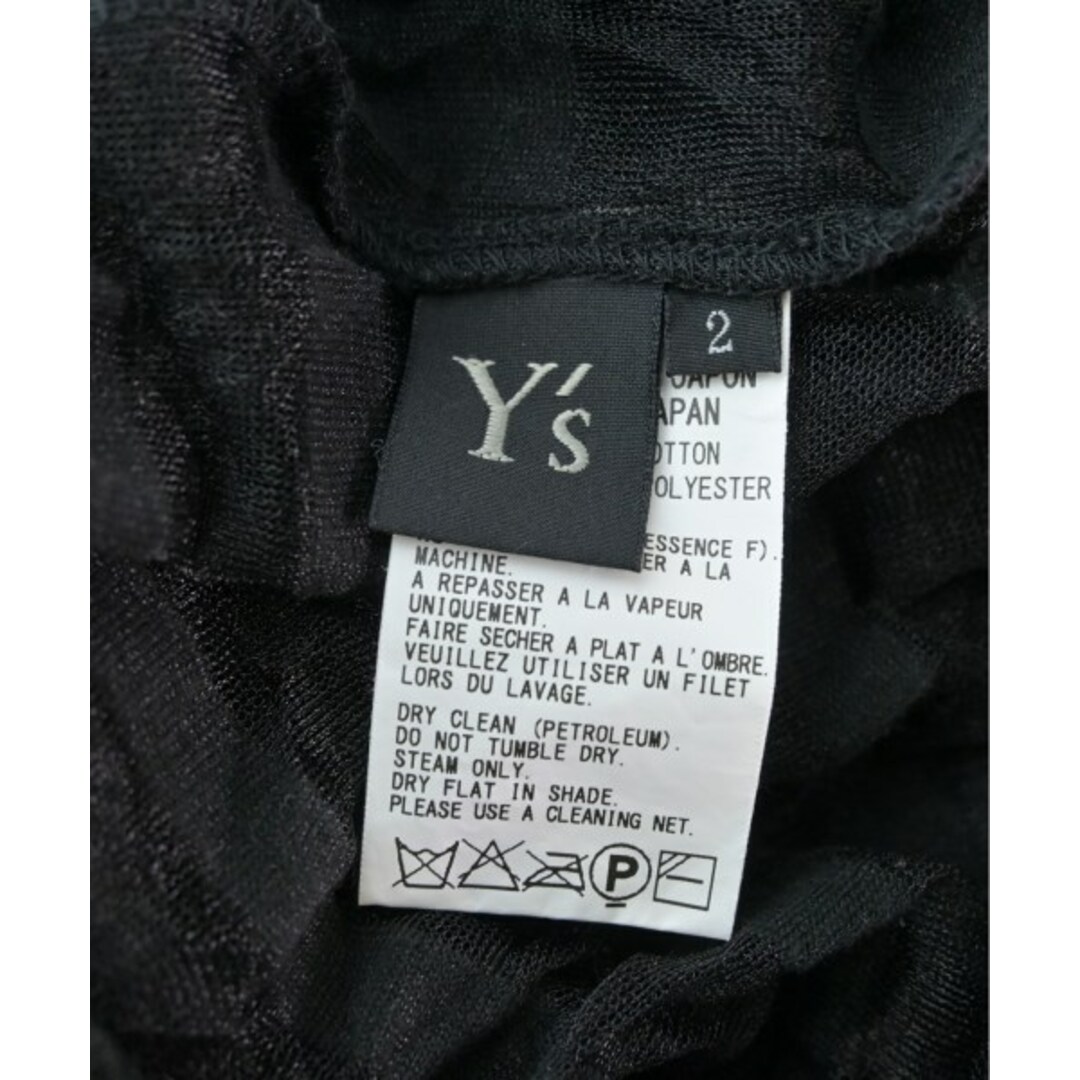 Y's
2
JAPON
APAN
OTTON
OLYESTER
ESSENCE F).
ER A LA
MACHINE.
A REPASSER A LA VAPEUR
UNIQUEMENT.
FAIRE SECHER A PLAT A L'OMBRE.
VEUILLEZ UTILISER UN FILET
LORS DU LAVAGE.
DRY CLEAN (PETROLEUM).
DO NOT TUMBLE DRY.
STEAM ONLY.
DRY FLAT IN SHADE.
PLEASE USE A CLEANING NET.
P